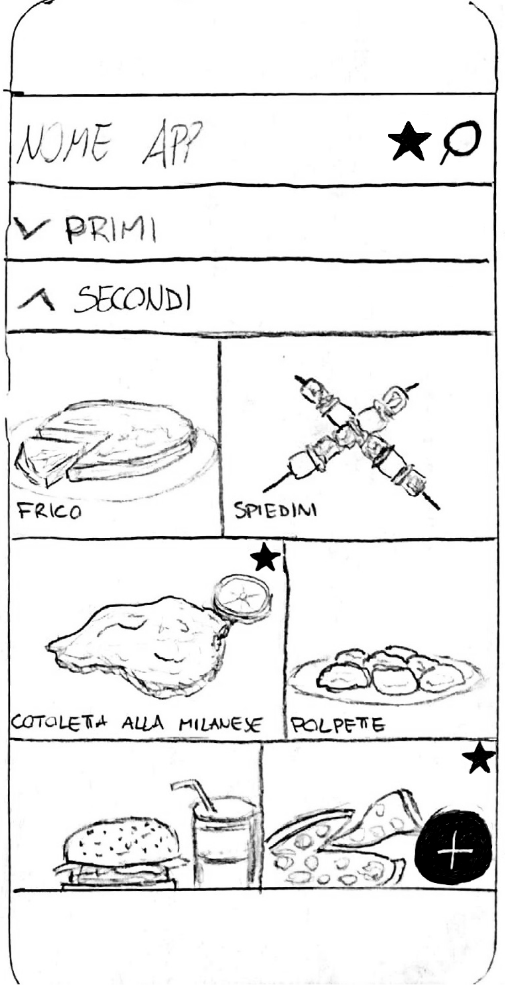 NOME APP
PRIMI
SECONDI
FRICO
SPIEDINI
COTOLETTA ALLA MILANESE
POLPETTE